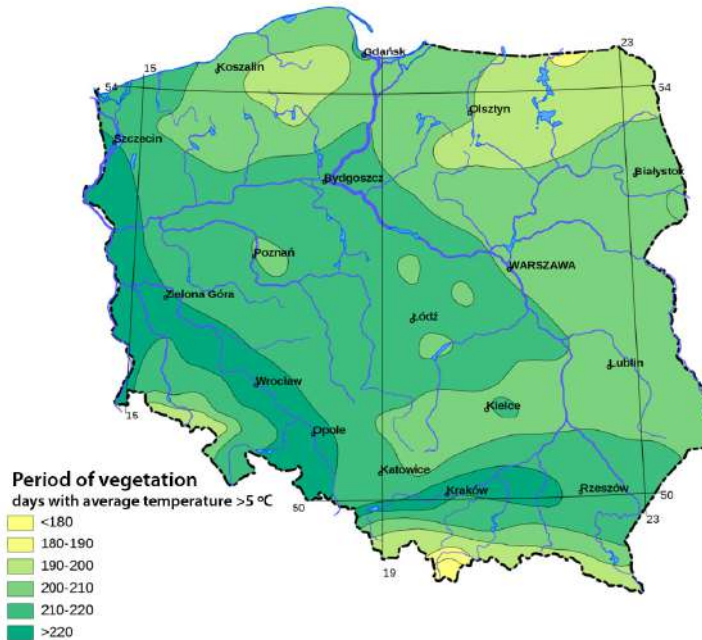 Gdańsk
23
15
Koszalin
54
54
Olsztyn
Szczecin
Białystok
Bydgoszcz
Poznań
WARSZAWA
Zielona Góra
Łódź
Lublin
Wrocław
Kielce
15
Opole
Katowice
Kraków
Rzeszów
50
50
23
19
Period of vegetation
days with average temperature >5 ºC
<180
180-190
190-200
200-210
210-220
>220